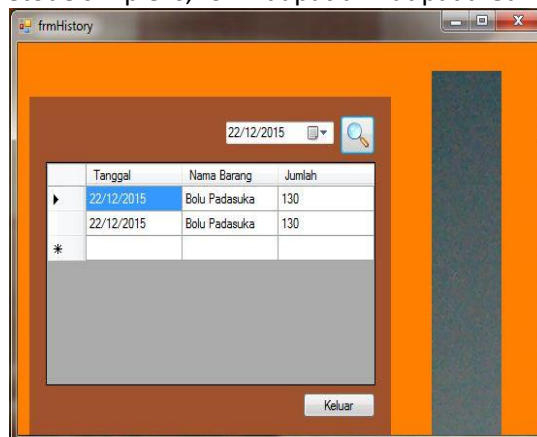 frmHistory
22/12/2015
Tanggal Nama Barang Jumlah
22/12/2015 Bolu Padasuka 130
22/12/2015 Bolu Padasuka 130
Keluar